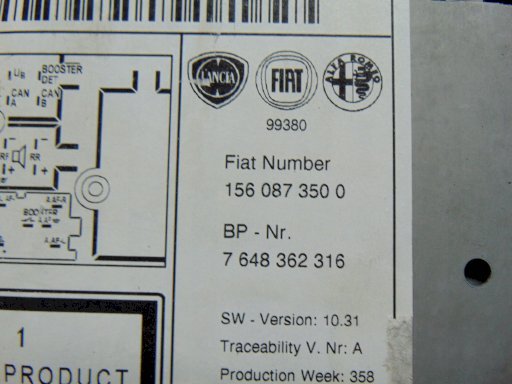 UB BOOSTER
DET
CAN CAN
A B
RF RR
BOOSTER
1
PRODUCT
LANCIA FIAT ALFA ROMEO
99380
Fiat Number
156 087 350 0
BP - Nr.
7 648 362 316
SW - Version: 10.31
Traceability V. Nr: A
Production Week: 358